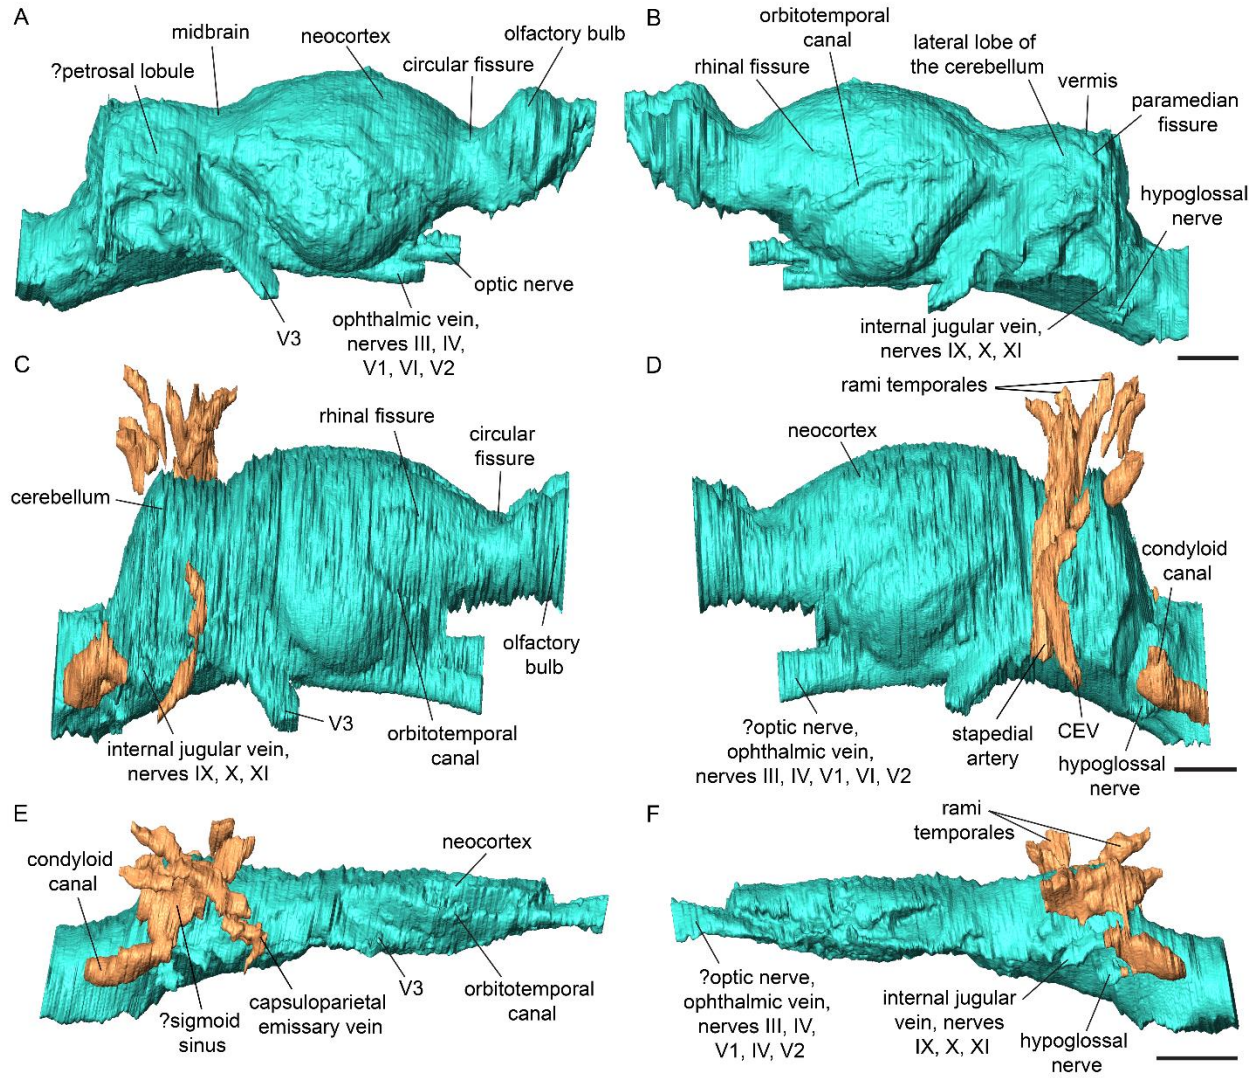 A
midbrain
neocortex
olfactory bulb
?petrosal lobule
circular fissure
optic nerve
V3
ophthalmic vein,
nerves III, IV,
V1, VI, V2
B
orbitotemporal
canal
rhinal fissure
lateral lobe of
the cerebellum
vermis
paramedian
fissure
hypoglossal
nerve
internal jugular vein,
nerves IX, X, XI
C
rhinal fissure
circular
fissure
cerebellum
olfactory
bulb
V3
orbitotemporal
canal
internal jugular vein,
nerves IX, X, XI
D
rami temporales
neocortex
condyloid
canal
?optic nerve,
ophthalmic vein,
nerves III, IV, V1, VI, V2
stapedial
artery
CEV
hypoglossal
nerve
E
condyloid
canal
neocortex
?sigmoid
sinus
capsuloparietal
emissary vein
V3
orbitotemporal
canal
F
rami
temporales
?optic nerve,
ophthalmic vein,
nerves III, IV,
V1, IV, V2
internal jugular
vein, nerves
IX, X, XI
hypoglossal
nerve